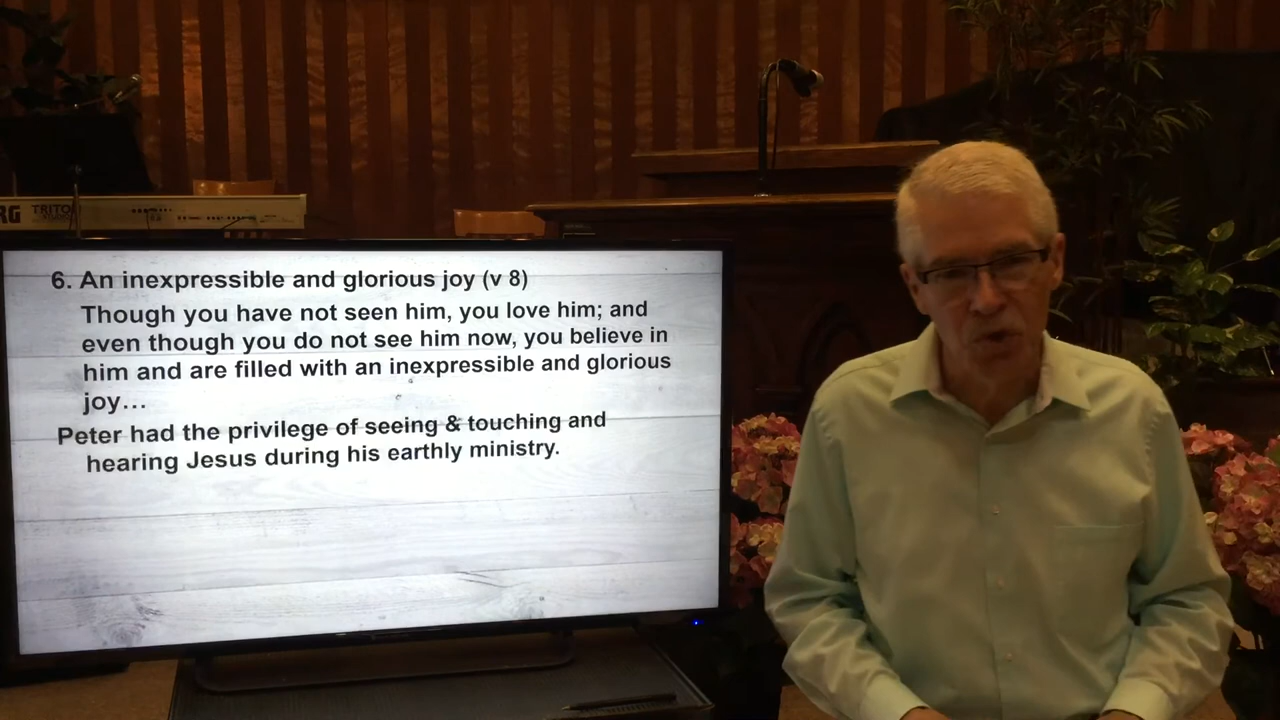 RG TRITON
6. An inexpressible and glorious joy (v 8)
Though you have not seen him, you love him; and
even though you do not see him now, you believe in
him and are filled with an inexpressible and glorious
joy…
Peter had the privilege of seeing & touching and
hearing Jesus during his earthly ministry.